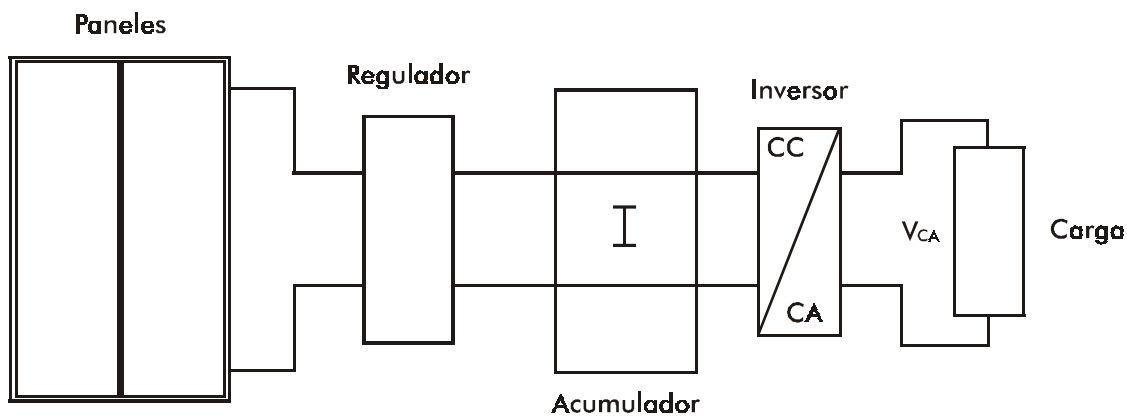 Paneles
Regulador
Inversor
CC
CA
VCA
Carga
Acumulador